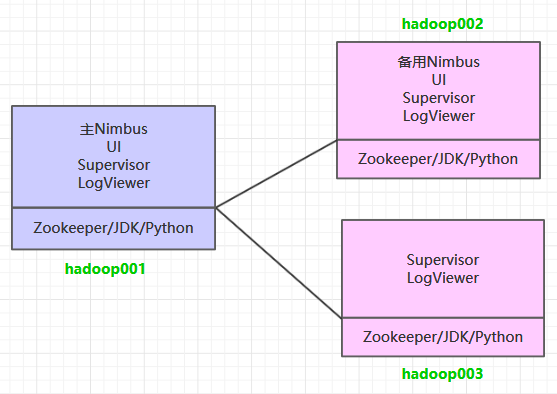 主Nimbus
UI
Supervisor
LogViewer
Zookeeper/JDK/Python
hadoop001
hadoop002
备用Nimbus
UI
Supervisor
LogViewer
Zookeeper/JDK/Python
Supervisor
LogViewer
Zookeeper/JDK/Python
hadoop003